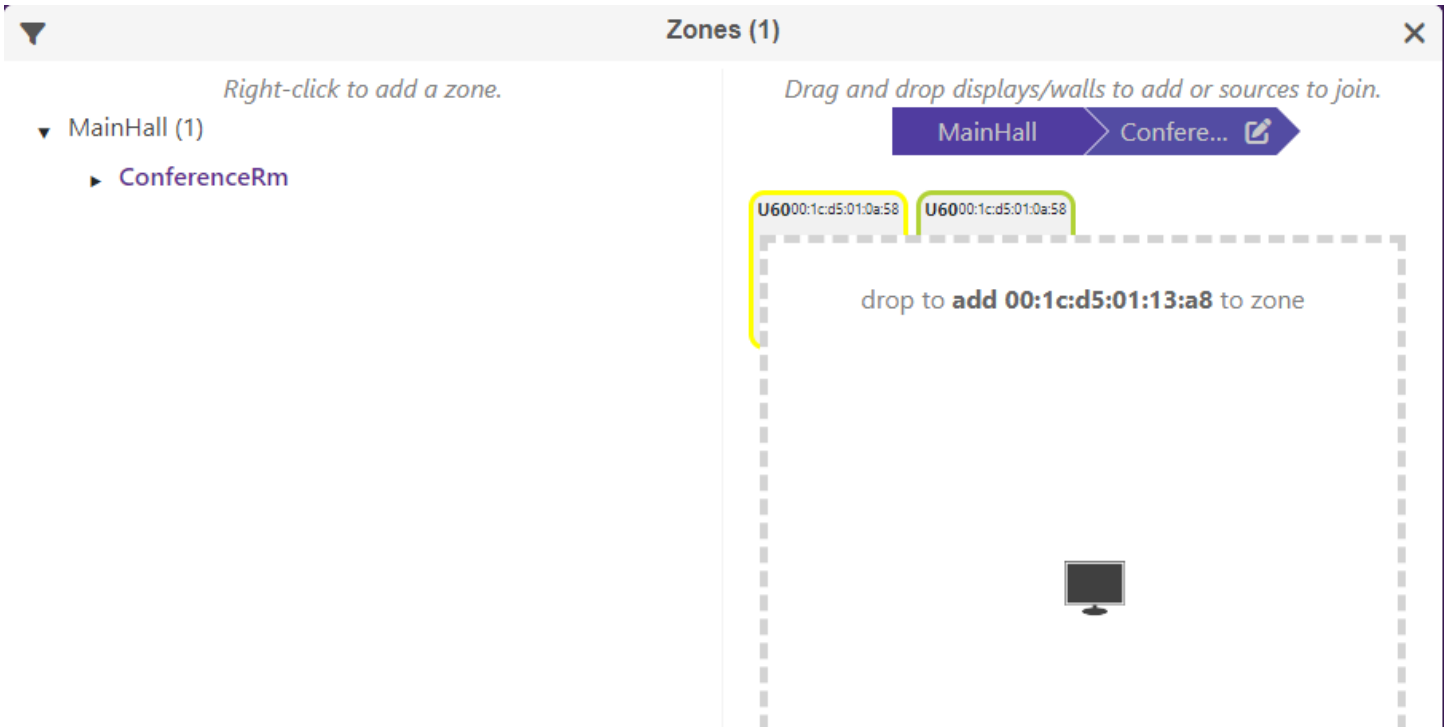 Zones (1)
Right-click to add a zone.
MainHall (1)
ConferenceRm
Drag and drop displays/walls to add or sources to join.
MainHall Confere...
U6000:1c:d5:01:0a:58 U6000:1c:d5:01:0a:58
drop to add 00:1c:d5:01:13:a8 to zone